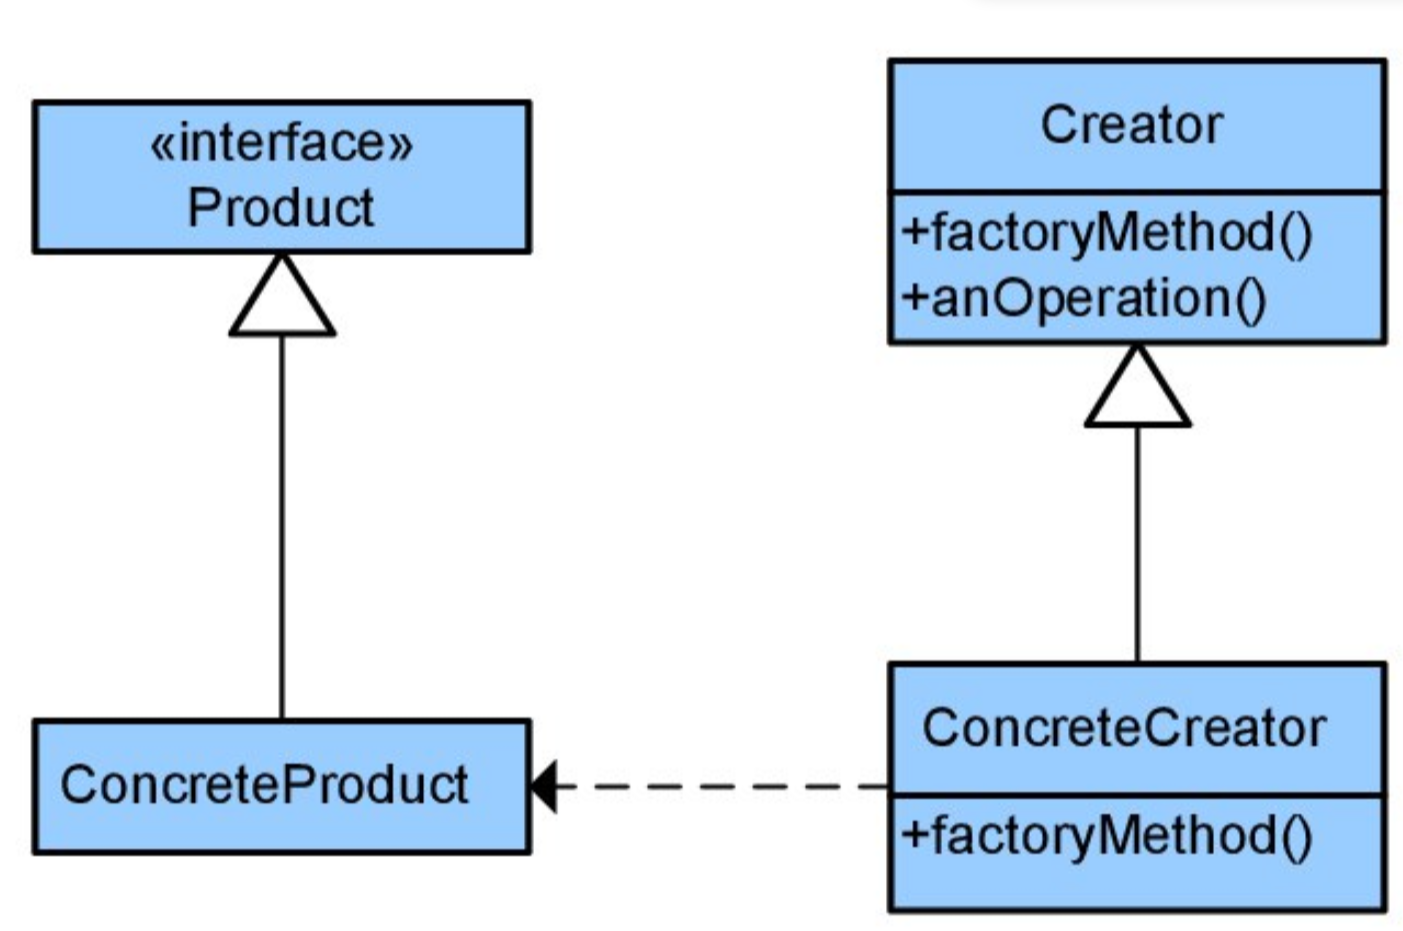 «interface»
Product
Creator
+factoryMethod()
+anOperation()
ConcreteProduct
ConcreteCreator
+factoryMethod()